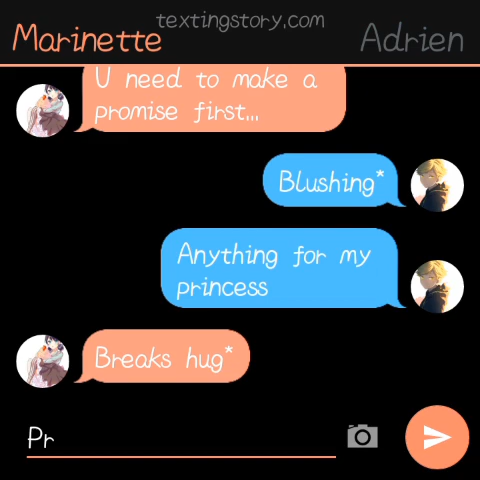 textingstory.com
Marinette
Adrien
U need to make a
promise first...
Blushing*
Anything for my
princess
Breaks hug*
Pr